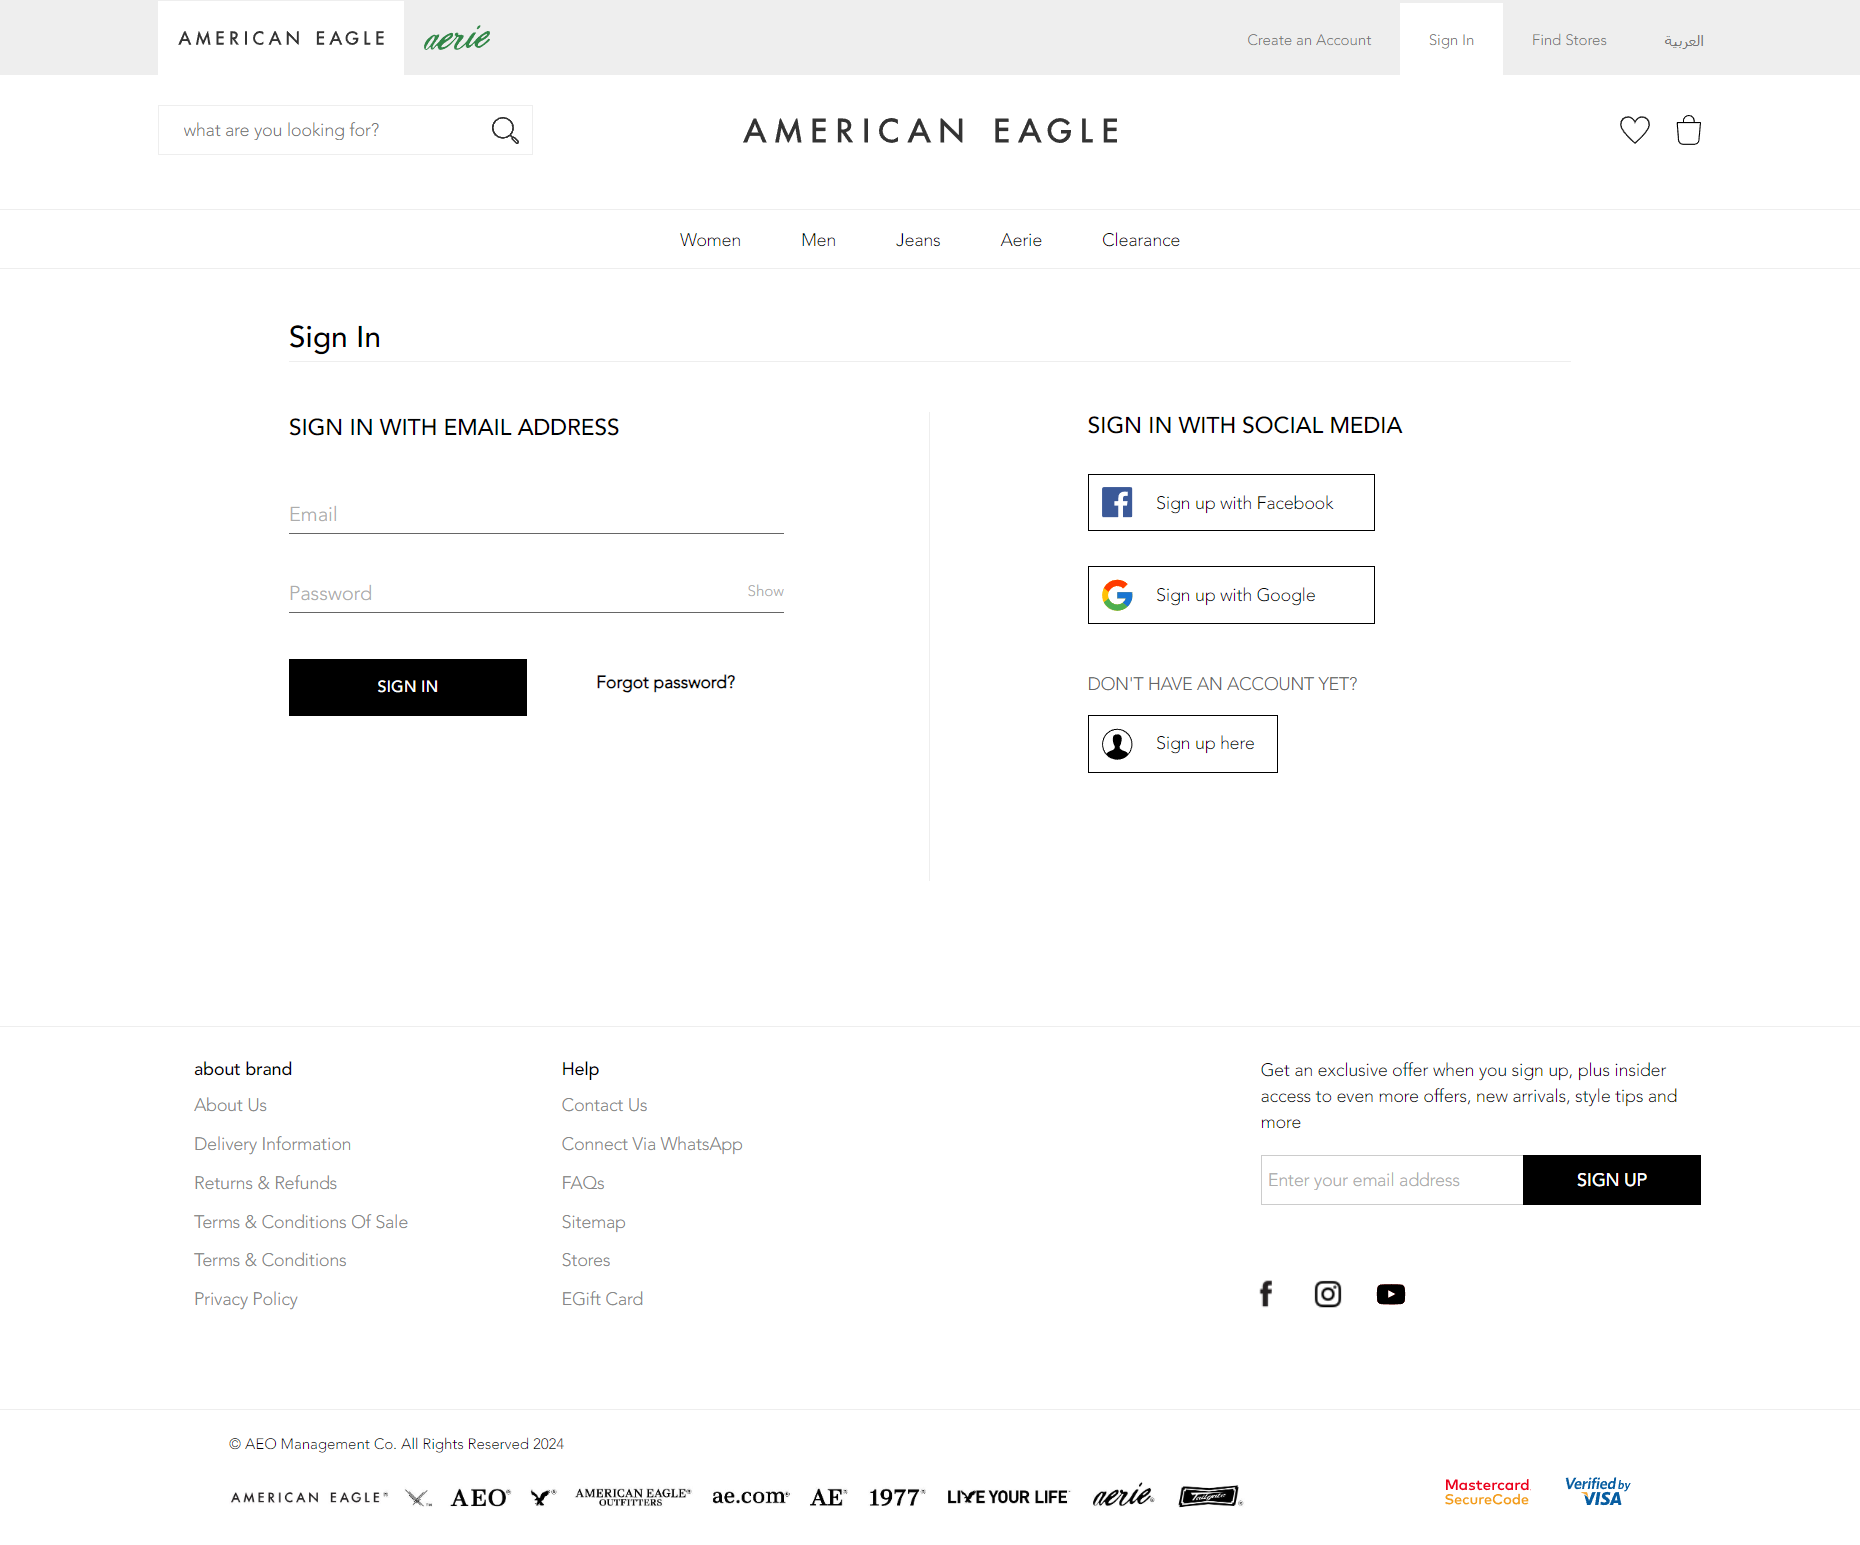 AMERICAN EAGLE
aerie
Create an Account
Sign In
Find Stores
العربية
what are you looking for?
AMERICAN EAGLE
Women
Men
Jeans
Aerie
Clearance
Sign In
SIGN IN WITH EMAIL ADDRESS
Email
Password
Show
SIGN IN
Forgot password?
SIGN IN WITH SOCIAL MEDIA
Sign up with Facebook
Sign up with Google
DON'T HAVE AN ACCOUNT YET?
Sign up here
about brand
About Us
Delivery Information
Returns & Refunds
Terms & Conditions Of Sale
Terms & Conditions
Privacy Policy
Help
Contact Us
Connect Via WhatsApp
FAQs
Sitemap
Stores
EGift Card
Get an exclusive offer when you sign up, plus insider
access to even more offers, new arrivals, style tips and
more
Enter your email address
SIGN UP
© AEO Management Co. All Rights Reserved 2024
AMERICAN EAGLE®
AEO®
AMERICAN EAGLE®
OUTFITTERS
ae.com®
AE®
1977®
LIVE YOUR LIFE
aerie®
Tailgate
Mastercard
SecureCode
Verified by
VISA